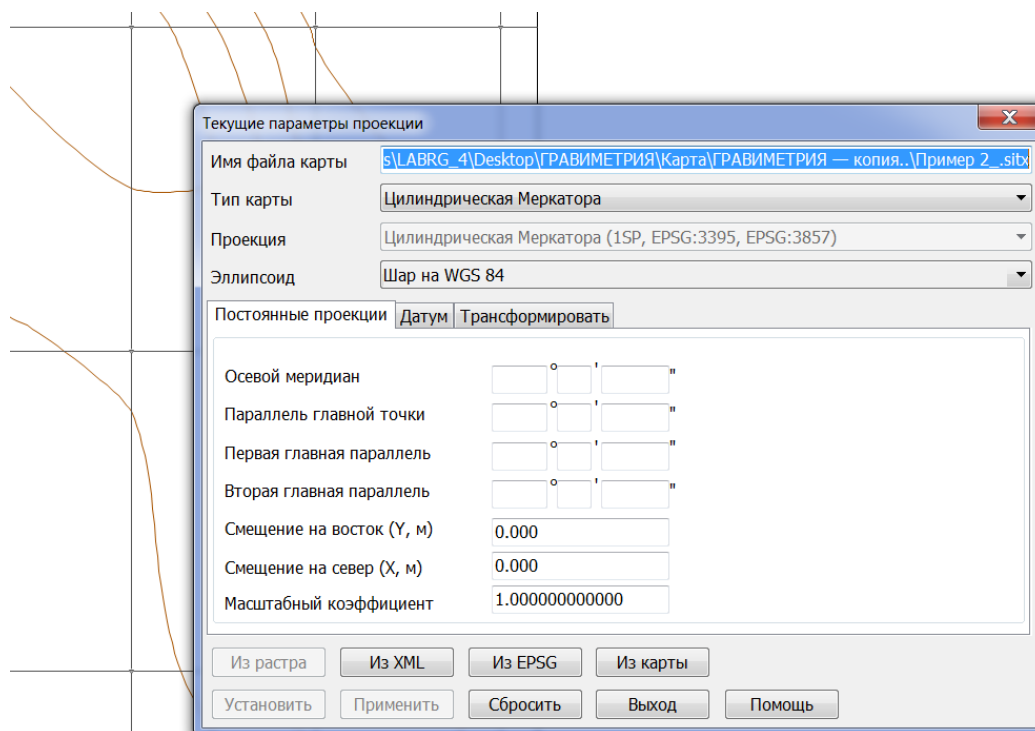 Текущие параметры проекции
Имя файла карты s\LABRG_4\Desktop\ГРАВИМЕТРИЯ\Карта\ГРАВИМЕТРИЯ — копия..\Пример 2_.sitx
Тип карты Цилиндрическая Меркатора
Проекция Цилиндрическая Меркатора (1SP, EPSG:3395, EPSG:3857)
Эллипсоид Шар на WGS 84
Постоянные проекции Датум Трансформировать
Осевой меридиан ° ' "
Параллель главной точки ° ' "
Первая главная параллель ° ' "
Вторая главная параллель ° ' "
Смещение на восток (Y, м) 0.000
Смещение на север (X, м) 0.000
Масштабный коэффициент 1.000000000000
Из растра Из XML Из EPSG Из карты
Установить Применить Сбросить Выход Помощь